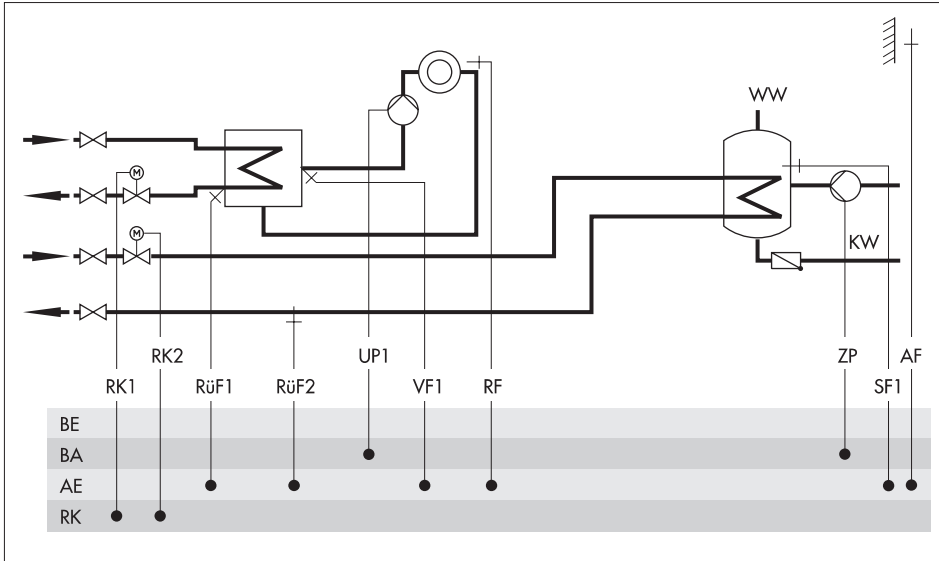 WW
M
M
KW
RK2 UP1 ZP AF
RK1 RüF1 RüF2 VF1 RF SF1
BE
BA
AE
RK